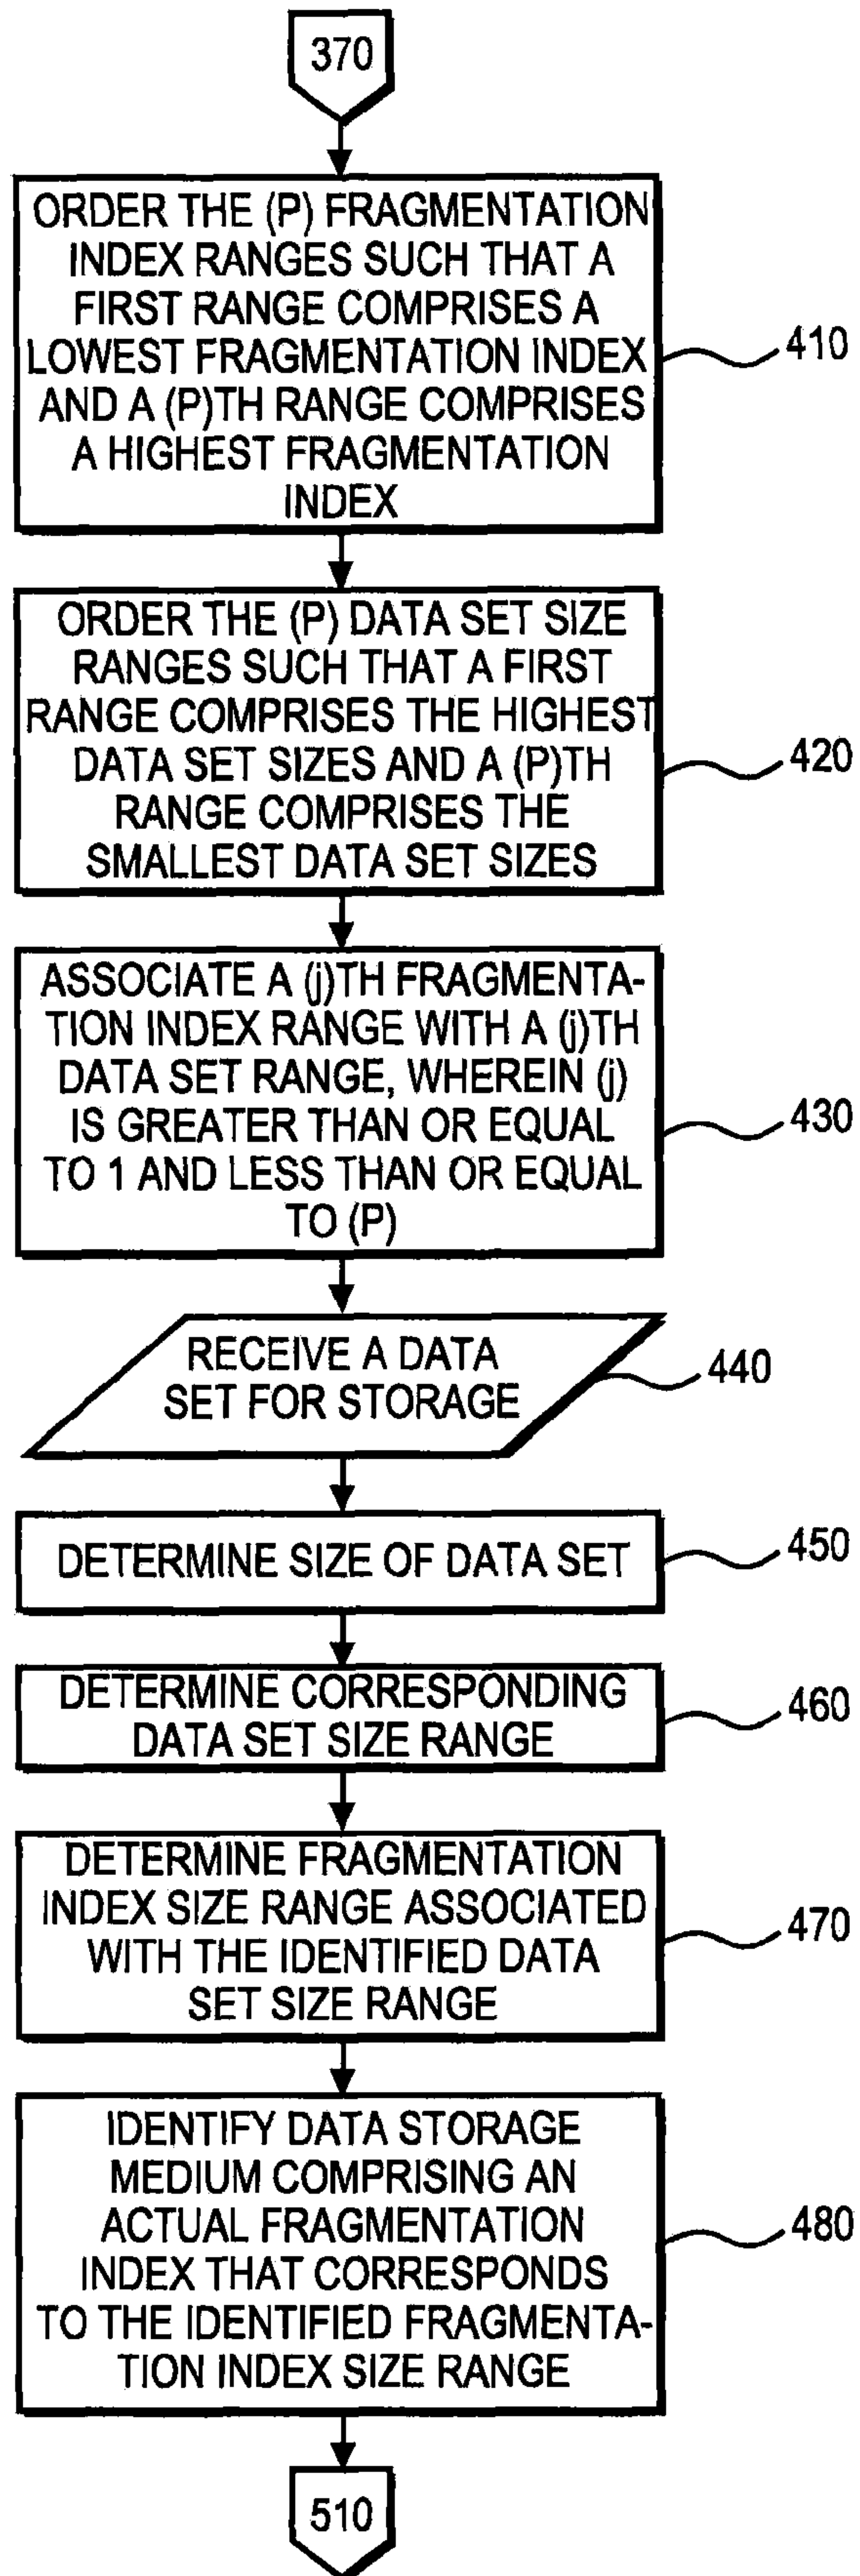 370
ORDER THE (P) FRAGMENTATION
INDEX RANGES SUCH THAT A
FIRST RANGE COMPRISES A
LOWEST FRAGMENTATION INDEX
AND A (P)TH RANGE COMPRISES
A HIGHEST FRAGMENTATION
INDEX
410
ORDER THE (P) DATA SET SIZE
RANGES SUCH THAT A FIRST
RANGE COMPRISES THE HIGHEST
DATA SET SIZES AND A (P)TH
RANGE COMPRISES THE
SMALLEST DATA SET SIZES
420
ASSOCIATE A (j)TH FRAGMENTA-
TION INDEX RANGE WITH A (j)TH
DATA SET RANGE, WHEREIN (j)
IS GREATER THAN OR EQUAL
TO 1 AND LESS THAN OR EQUAL
TO (P)
430
RECEIVE A DATA
SET FOR STORAGE
440
DETERMINE SIZE OF DATA SET
450
DETERMINE CORRESPONDING
DATA SET SIZE RANGE
460
DETERMINE FRAGMENTATION
INDEX SIZE RANGE ASSOCIATED
WITH THE IDENTIFIED DATA
SET SIZE RANGE
470
IDENTIFY DATA STORAGE
MEDIUM COMPRISING AN
ACTUAL FRAGMENTATION
INDEX THAT CORRESPONDS
TO THE IDENTIFIED FRAGMENTA-
TION INDEX SIZE RANGE
480
510